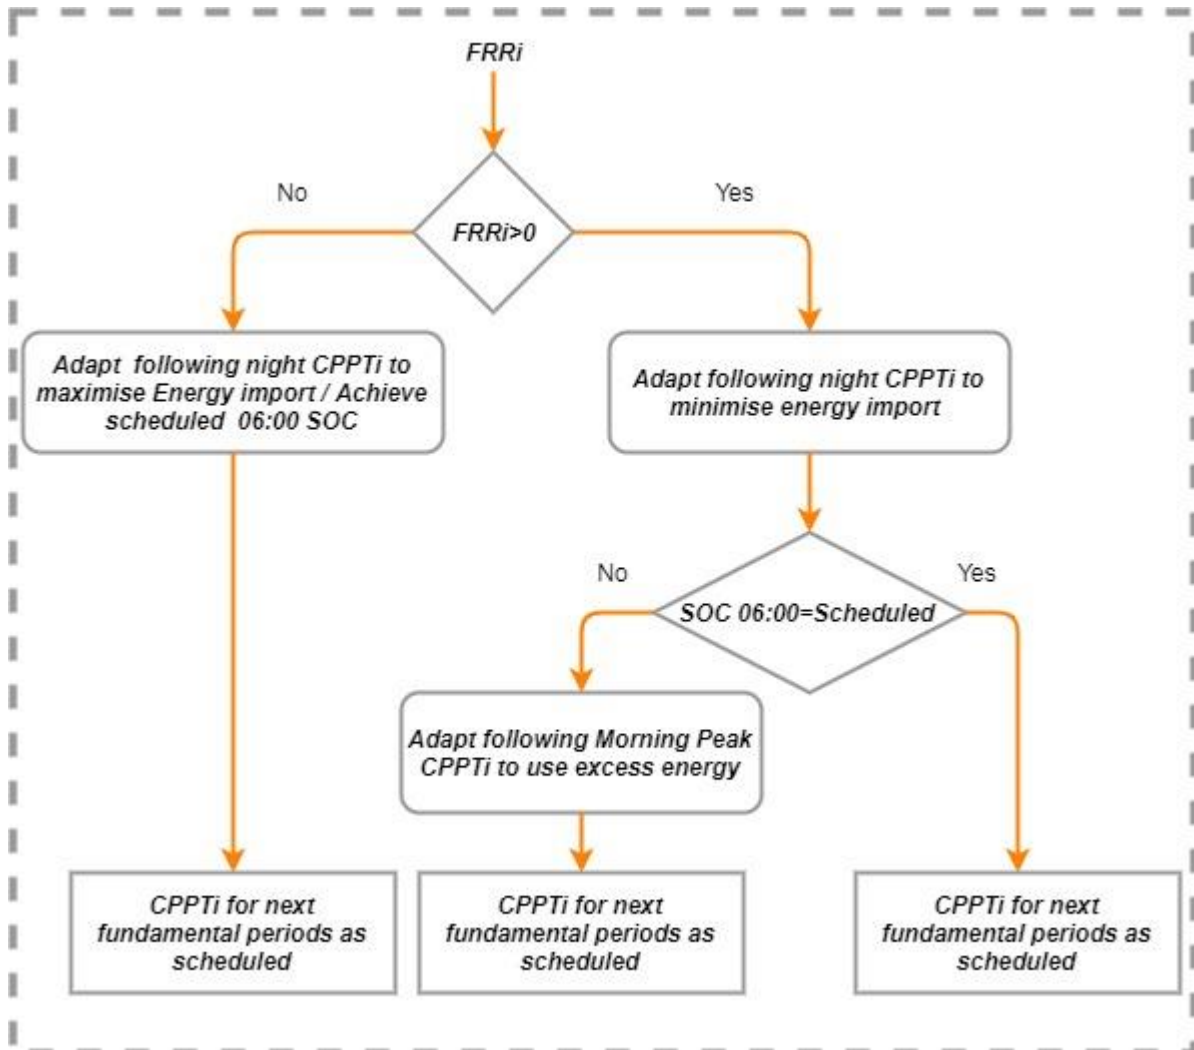 FRRi
No
Yes
FRRi>0
Adapt following night CPPTi to
maximise Energy import / Achieve
scheduled 06:00 SOC
Adapt following night CPPTi to
minimise energy import
No
Yes
SOC 06:00=Scheduled
Adapt following Morning Peak
CPPTi to use excess energy
CPPTi for next
fundamental periods as
scheduled
CPPTi for next
fundamental periods as
scheduled
CPPTi for next
fundamental periods as
scheduled